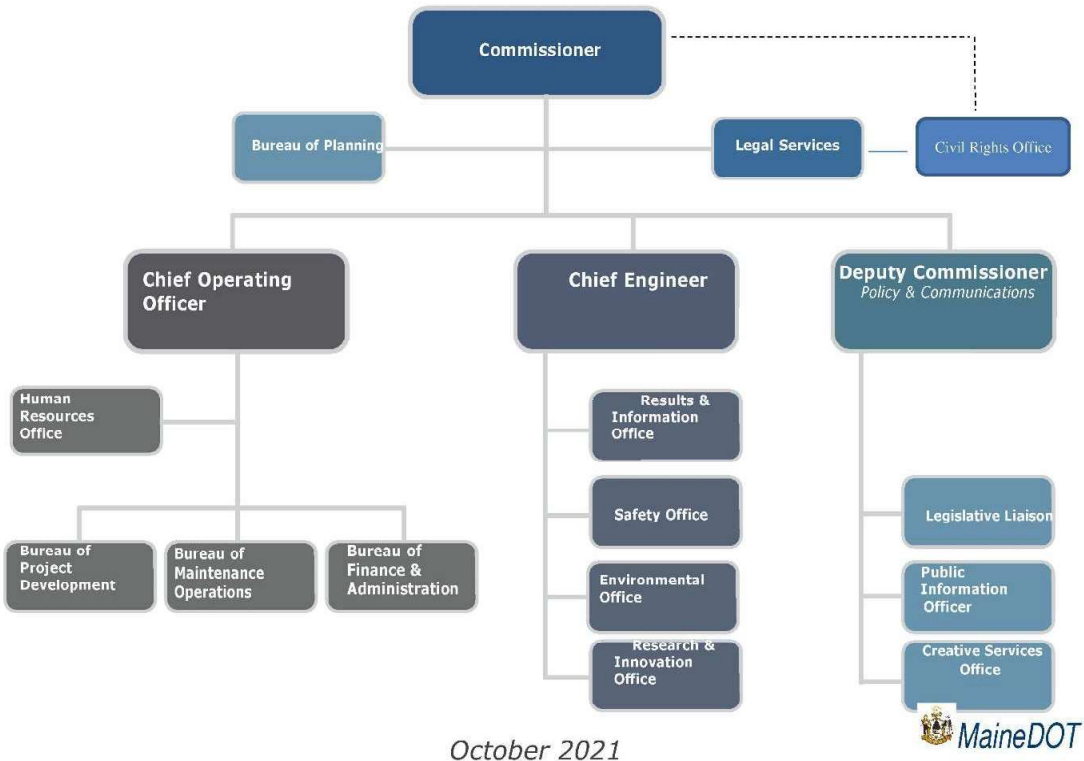 Commissioner
Bureau of Planning
Legal Services
Civil Rights Office
Chief Operating
Officer
Chief Engineer
Deputy Commissioner
Policy & Communications
Human
Resources
Office
Bureau of
Project
Development
Bureau of
Maintenance
Operations
Bureau of
Finance &
Administration
Results &
Information
Office
Safety Office
Environmental
Office
Research &
Innovation
Office
Legislative Liaison
Public
Information
Officer
Creative Services
Office
MaineDOT
October 2021